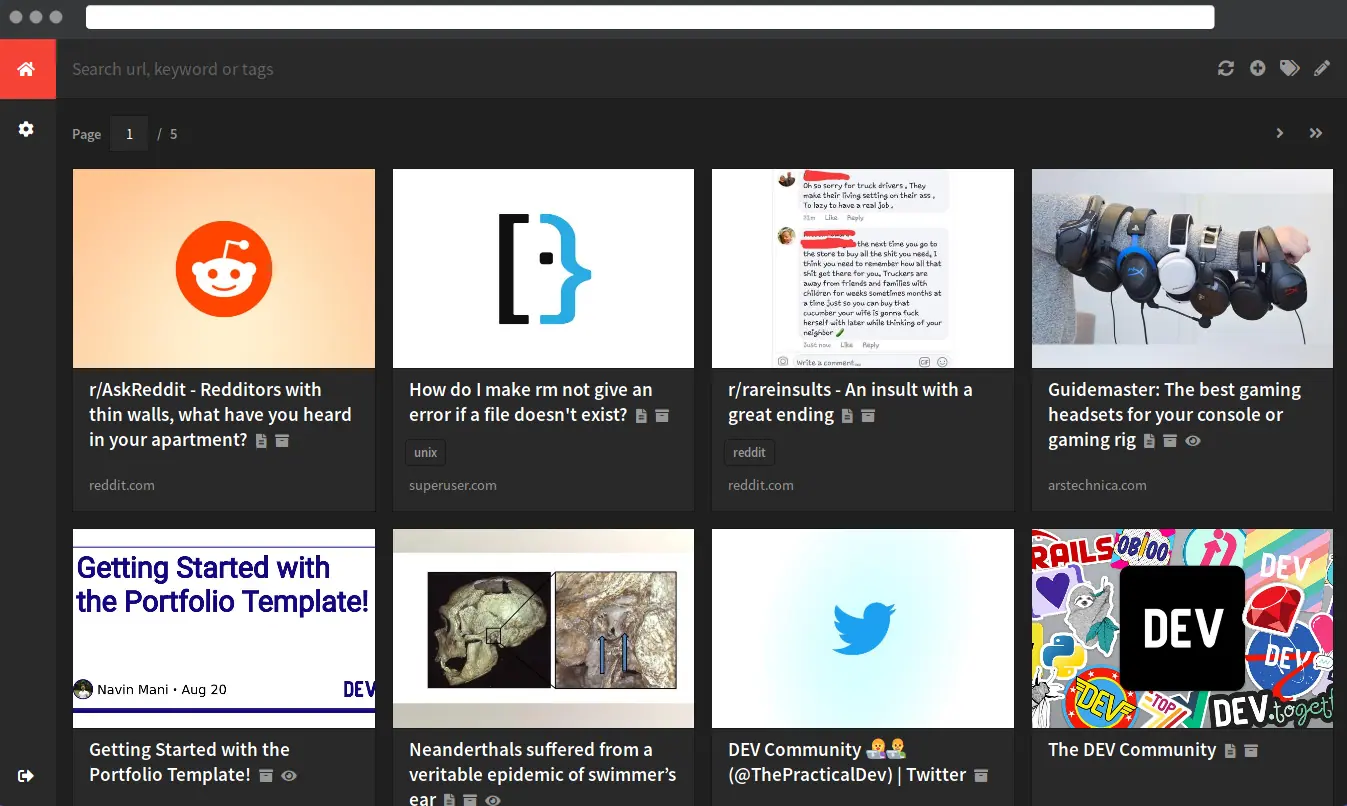 Search url, keyword or tags
Page 1 / 5
Oh so sorry for truck drivers , They
make their living setting on their ass ,
To lazy to have a real job .
11m Like Reply
the next time you go to
the store to buy all the shit you need, I
think you need to remember how all that
shit got there for you. Truckers are
away from friends and families with
children for weeks sometimes months at
a time just so you can buy that
cucumber your wife is gonna fuck
herself with later while thinking of your
neighbor 🥒
Just now Like Reply
Write a comment...
GIF
r/AskReddit - Redditors with
thin walls, what have you heard
in your apartment?
reddit.com
How do I make rm not give an
error if a file doesn't exist?
unix
superuser.com
r/rareinsults - An insult with a
great ending
reddit
reddit.com
Guidemaster: The best gaming
headsets for your console or
gaming rig
arstechnica.com
Getting Started with
the Portfolio Template!
Navin Mani • Aug 20
DEV
RAILS
DEV
DEV
DEV
DEV
TOP
DEV.together
Getting Started with the
Portfolio Template!
Neanderthals suffered from a
veritable epidemic of swimmer’s
ear
DEV Community 👩‍💻👨‍💻
(@ThePracticalDev) | Twitter
The DEV Community